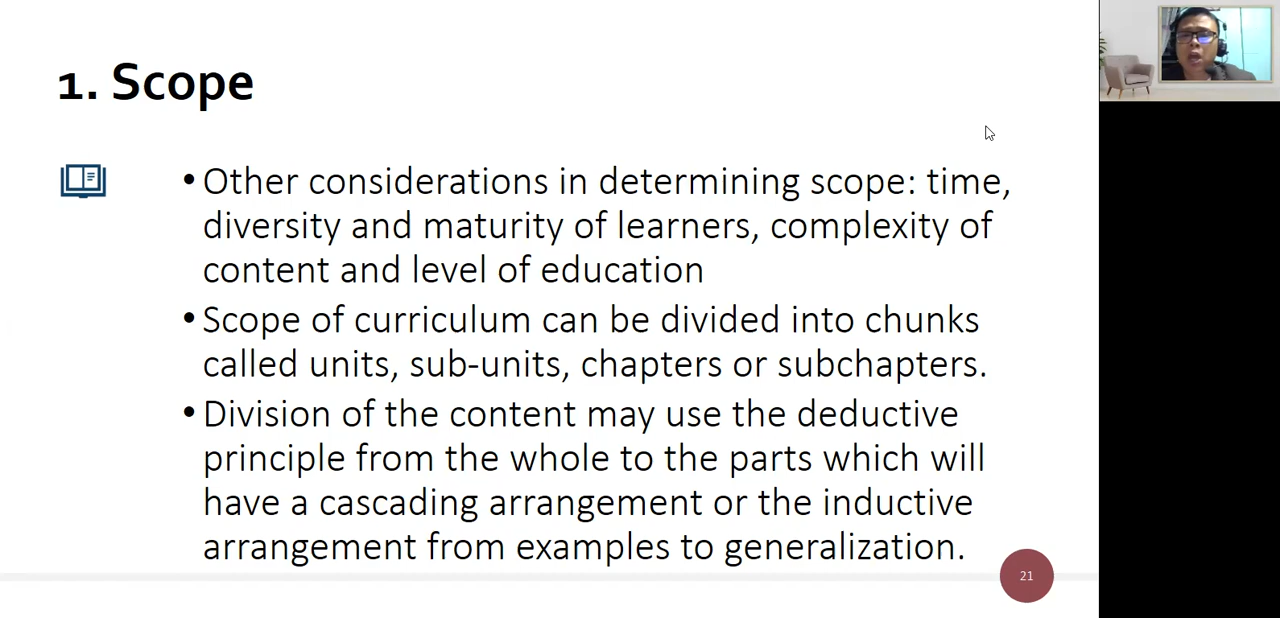 1. Scope
• Other considerations in determining scope: time,
diversity and maturity of learners, complexity of
content and level of education
• Scope of curriculum can be divided into chunks
called units, sub-units, chapters or subchapters.
• Division of the content may use the deductive
principle from the whole to the parts which will
have a cascading arrangement or the inductive
arrangement from examples to generalization.
21